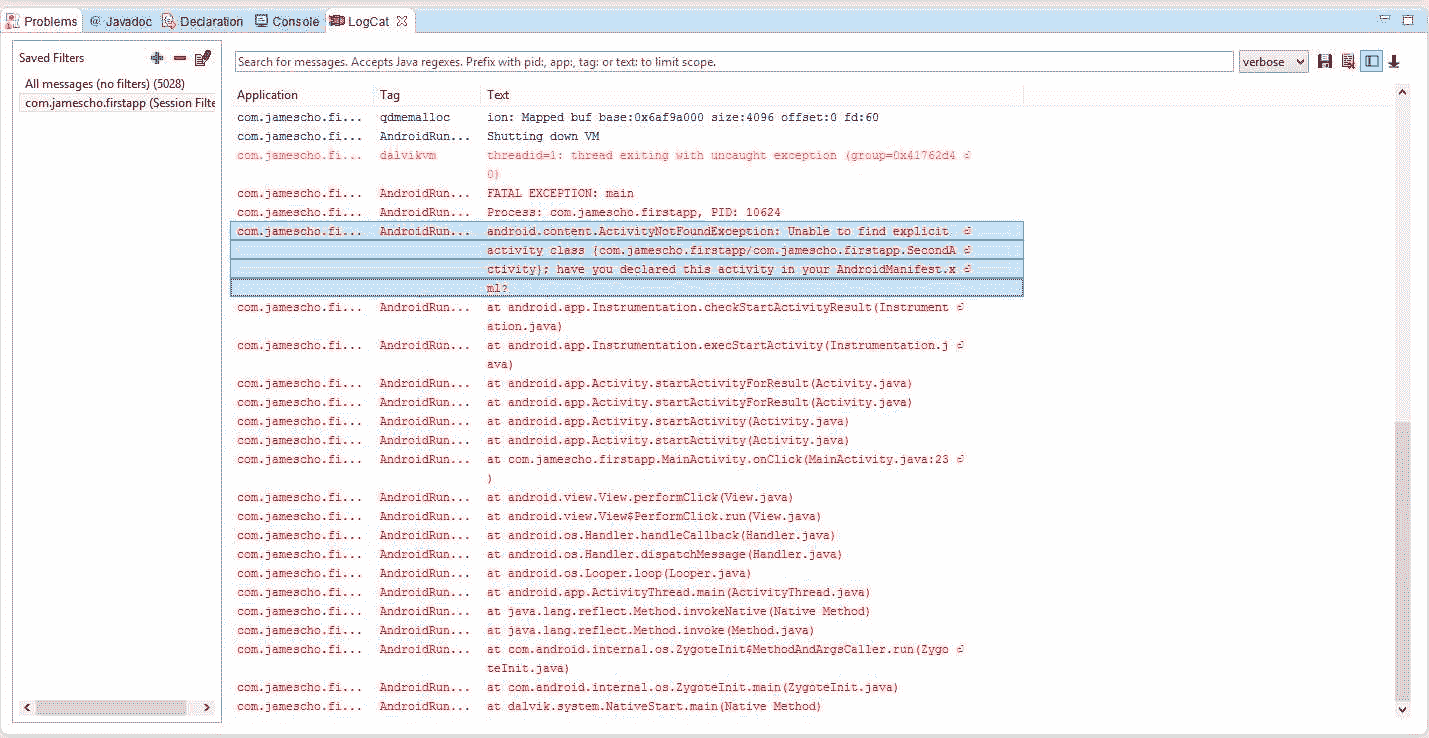 Problems @ Javadoc Declaration Console LogCat
Saved Filters
All messages (no filters) (5028)
com.jamescho.firstapp (Session Filte
Search for messages. Accepts Java regexes. Prefix with pid:, app:, tag: or text: to limit scope. verbose
Application Tag Text
com.jamescho.fi... qdmemalloc ion: Mapped buf base:0x6af9a000 size:4096 offset:0 fd:60
com.jamescho.fi... AndroidRun... Shutting down VM
com.jamescho.fi... dalvikvm threadid=1: thread exiting with uncaught exception (group=0x41762d4
0)
com.jamescho.fi... AndroidRun... FATAL EXCEPTION: main
com.jamescho.fi... AndroidRun... Process: com.jamescho.firstapp, PID: 10624
com.jamescho.fi... AndroidRun... android.content.ActivityNotFoundException: Unable to find explicit
activity class {com.jamescho.firstapp/com.jamescho.firstapp.SecondA
ctivity}; have you declared this activity in your AndroidManifest.x
ml?
com.jamescho.fi... AndroidRun... at android.app.Instrumentation.checkStartActivityResult(Instrument
ation.java)
com.jamescho.fi... AndroidRun... at android.app.Instrumentation.execStartActivity(Instrumentation.j
ava)
com.jamescho.fi... AndroidRun... at android.app.Activity.startActivityForResult(Activity.java)
com.jamescho.fi... AndroidRun... at android.app.Activity.startActivityForResult(Activity.java)
com.jamescho.fi... AndroidRun... at android.app.Activity.startActivity(Activity.java)
com.jamescho.fi... AndroidRun... at android.app.Activity.startActivity(Activity.java)
com.jamescho.fi... AndroidRun... at com.jamescho.firstapp.MainActivity.onClick(MainActivity.java:23
)
com.jamescho.fi... AndroidRun... at android.view.View.performClick(View.java)
com.jamescho.fi... AndroidRun... at android.view.View$PerformClick.run(View.java)
com.jamescho.fi... AndroidRun... at android.os.Handler.handleCallback(Handler.java)
com.jamescho.fi... AndroidRun... at android.os.Handler.dispatchMessage(Handler.java)
com.jamescho.fi... AndroidRun... at android.os.Looper.loop(Looper.java)
com.jamescho.fi... AndroidRun... at android.app.ActivityThread.main(ActivityThread.java)
com.jamescho.fi... AndroidRun... at java.lang.reflect.Method.invokeNative(Native Method)
com.jamescho.fi... AndroidRun... at java.lang.reflect.Method.invoke(Method.java)
com.jamescho.fi... AndroidRun... at com.android.internal.os.ZygoteInit$MethodAndArgsCaller.run(Zygo
teInit.java)
com.jamescho.fi... AndroidRun... at com.android.internal.os.ZygoteInit.main(ZygoteInit.java)
com.jamescho.fi... AndroidRun... at dalvik.system.NativeStart.main(Native Method)